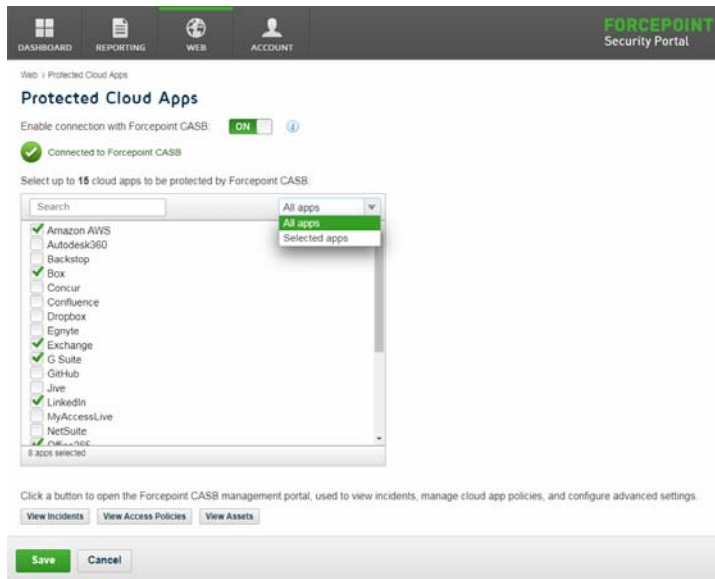 DASHBOARD REPORTING WEB ACCOUNT
FORCEPOINT
Security Portal
Web > Protected Cloud Apps
Protected Cloud Apps
Enable connection with Forcepoint CASB: ON i
Connected to Forcepoint CASB
Select up to 15 cloud apps to be protected by Forcepoint CASB:
Search All apps
All apps
Selected apps
Amazon AWS
Autodesk360
Backstop
Box
Concur
Confluence
Dropbox
Egnyte
Exchange
G Suite
GitHub
Jive
LinkedIn
MyAccessLive
NetSuite
Office365
8 apps selected
Click a button to open the Forcepoint CASB management portal, used to view incidents, manage cloud app policies, and configure advanced settings.
View Incidents View Access Policies View Assets
Save Cancel